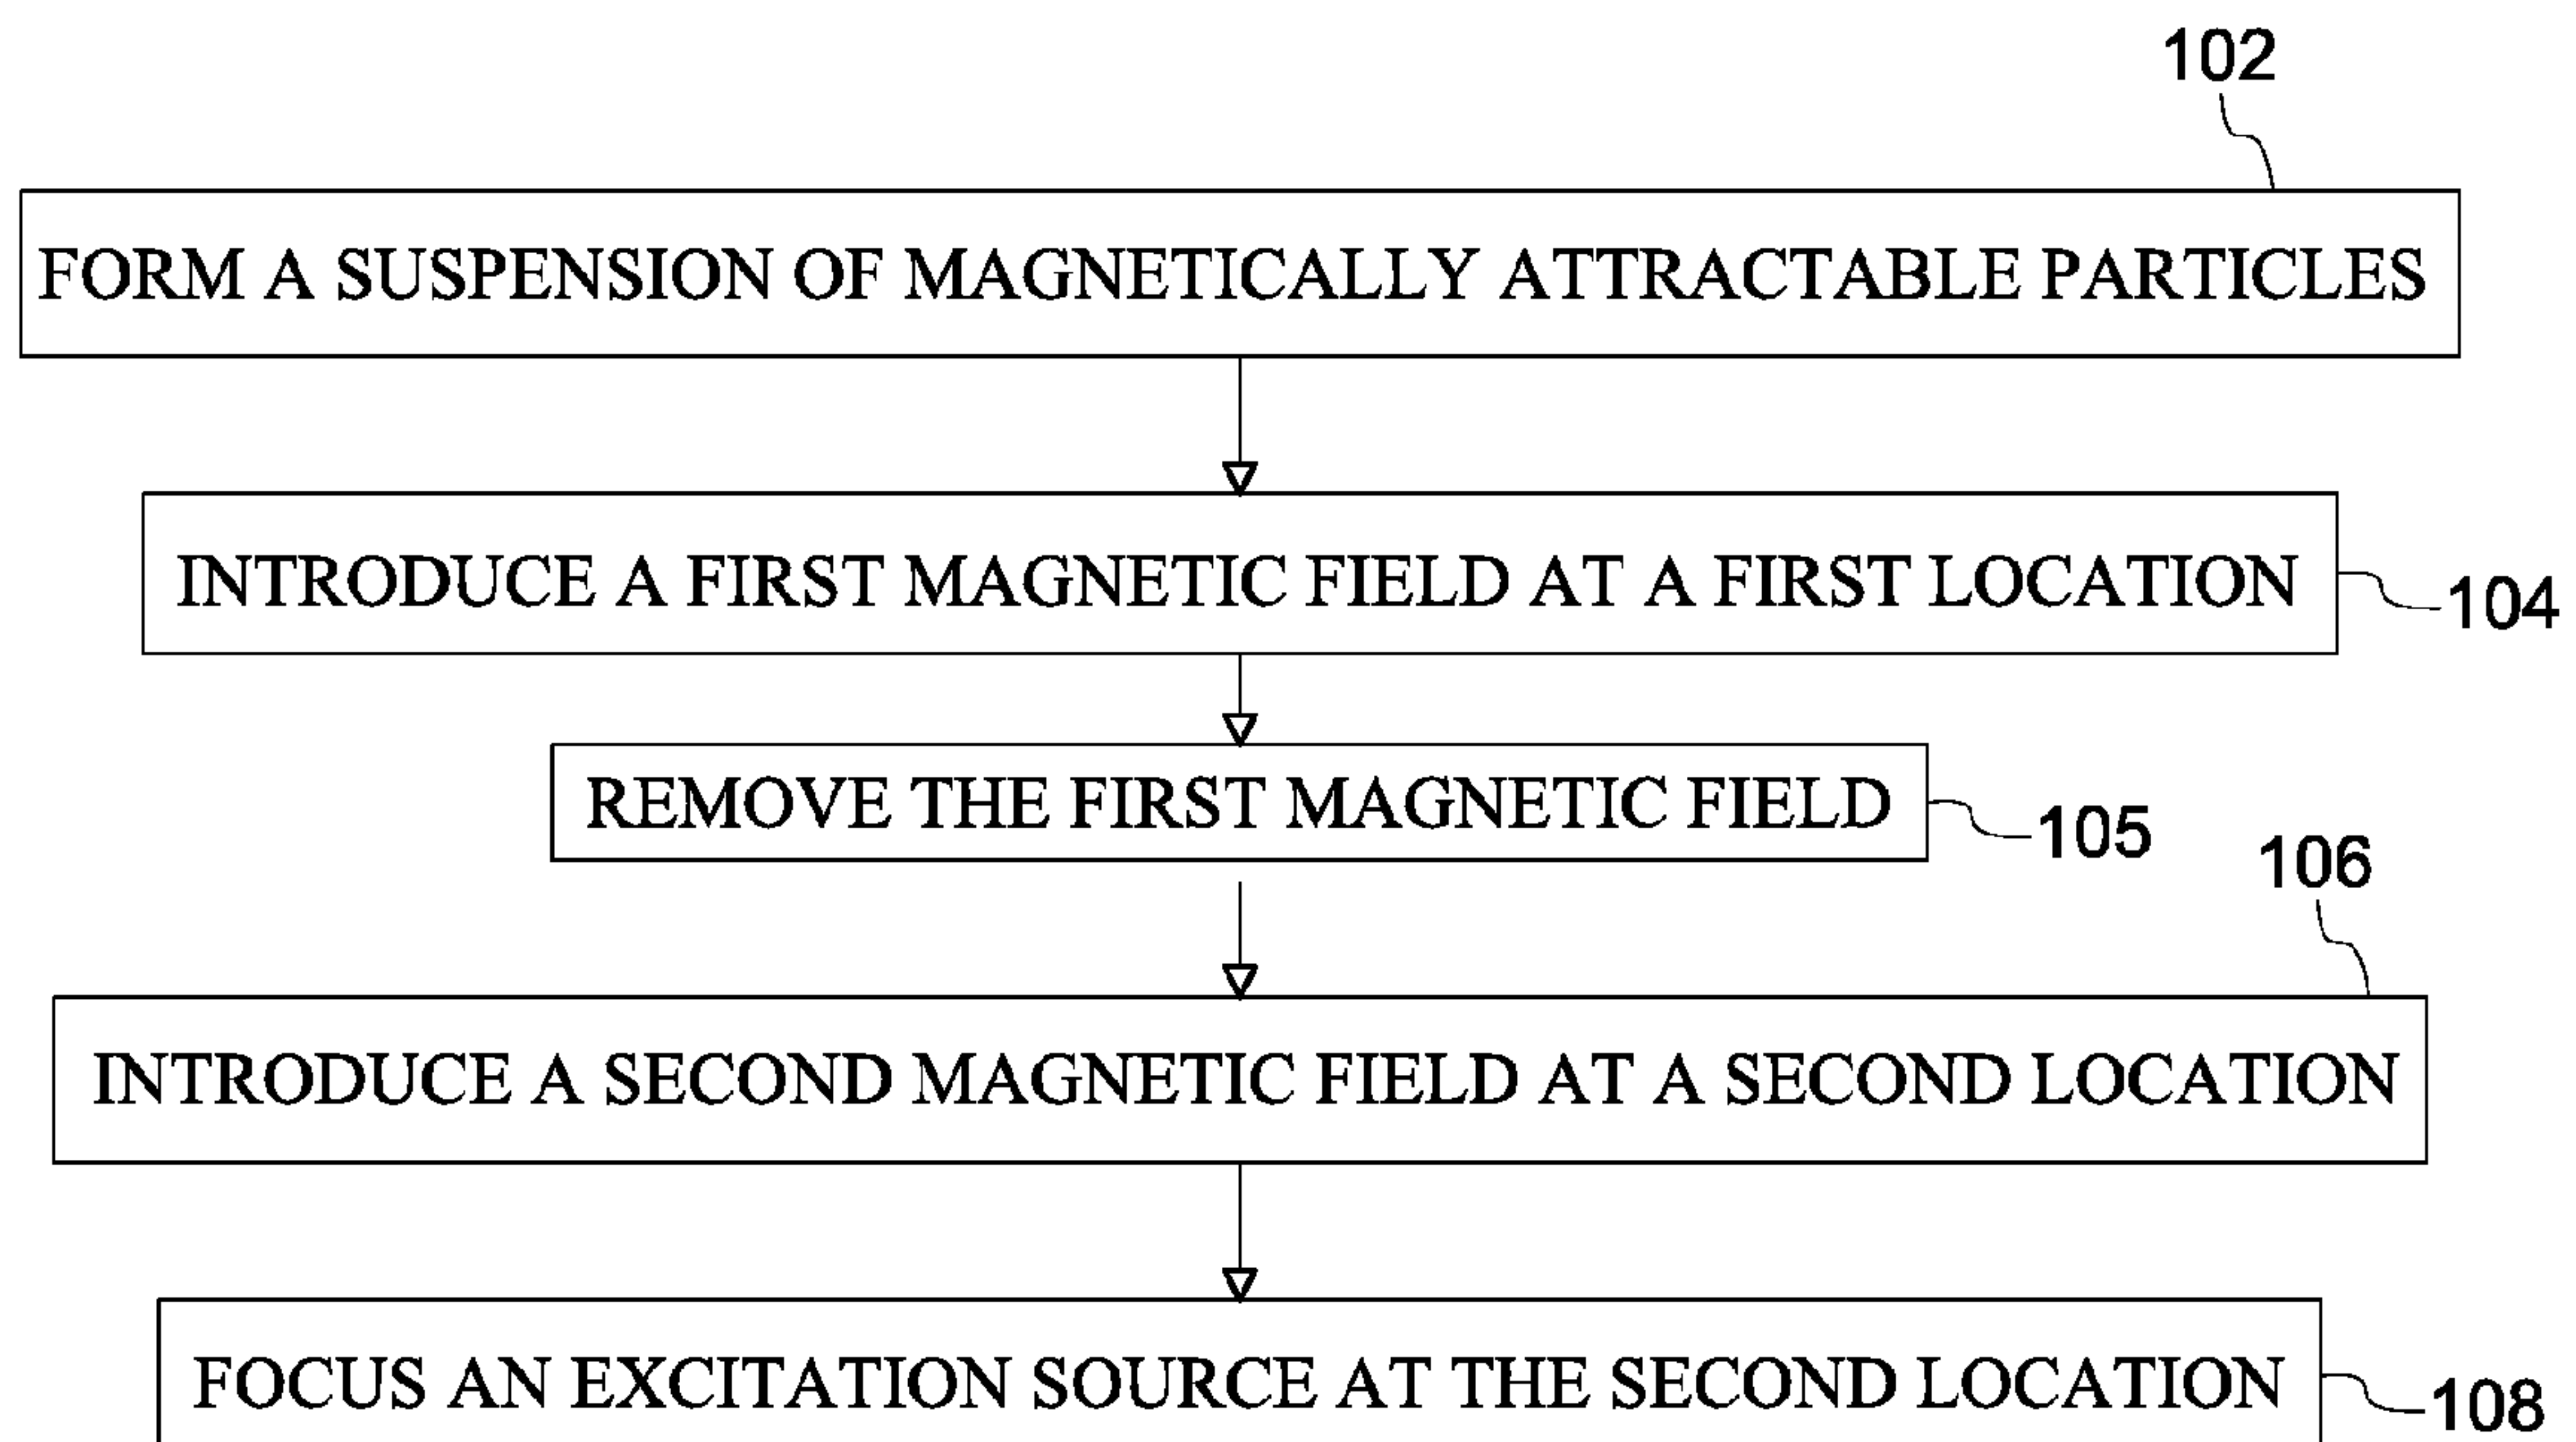 102
FORM A SUSPENSION OF MAGNETICALLY ATTRACTABLE PARTICLES
INTRODUCE A FIRST MAGNETIC FIELD AT A FIRST LOCATION
104
REMOVE THE FIRST MAGNETIC FIELD
105
106
INTRODUCE A SECOND MAGNETIC FIELD AT A SECOND LOCATION
FOCUS AN EXCITATION SOURCE AT THE SECOND LOCATION
108